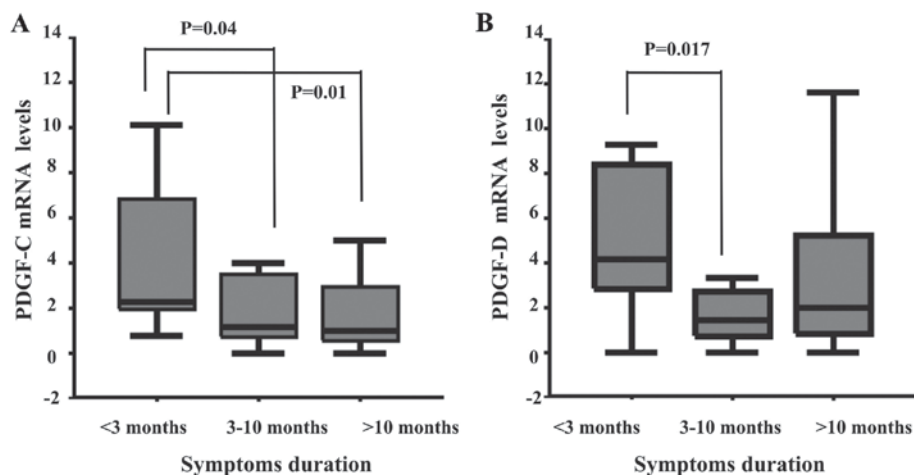 A
P=0.04
P=0.01
PDGF-C mRNA levels
14
12
10
8
6
4
2
0
-2
<3 months
3-10 months
>10 months
Symptoms duration
B
P=0.017
PDGF-D mRNA levels
14
12
10
8
6
4
2
0
-2
<3 months
3-10 months
>10 months
Symptoms duration